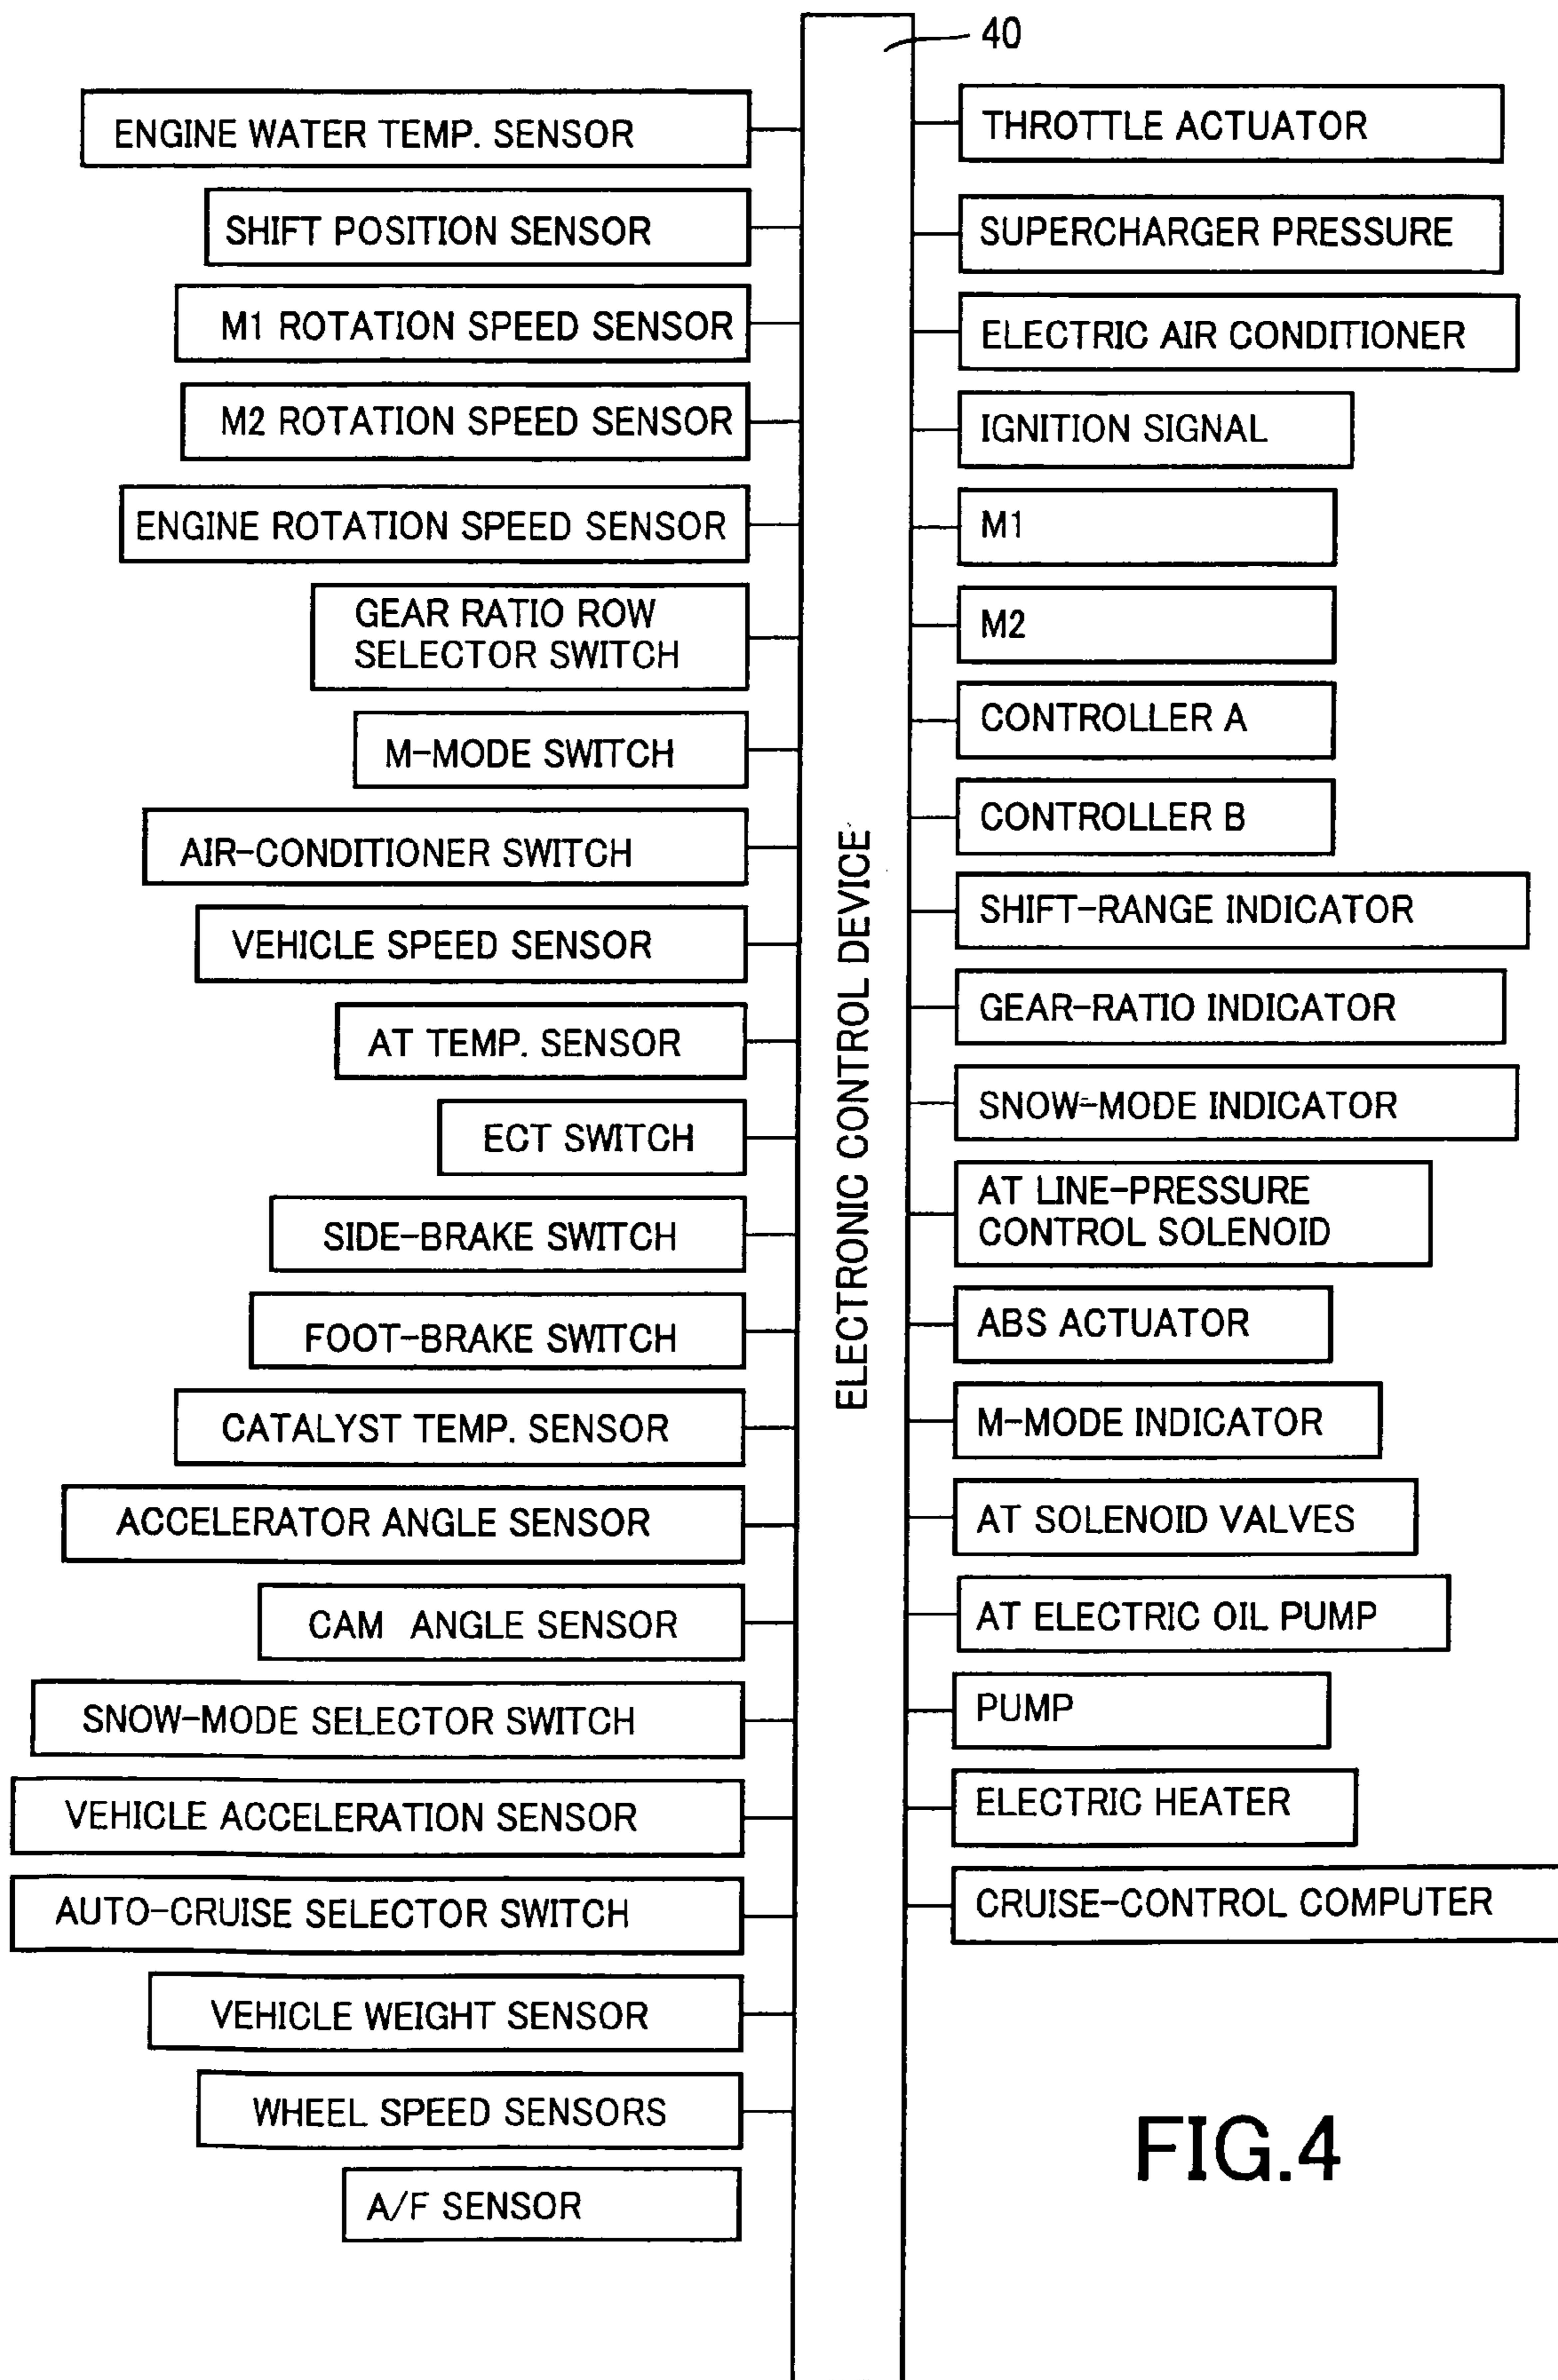 40
ENGINE WATER TEMP. SENSOR
SHIFT POSITION SENSOR
M1 ROTATION SPEED SENSOR
M2 ROTATION SPEED SENSOR
ENGINE ROTATION SPEED SENSOR
GEAR RATIO ROW
SELECTOR SWITCH
M-MODE SWITCH
AIR-CONDITIONER SWITCH
VEHICLE SPEED SENSOR
AT TEMP. SENSOR
ECT SWITCH
SIDE-BRAKE SWITCH
FOOT-BRAKE SWITCH
CATALYST TEMP. SENSOR
ACCELERATOR ANGLE SENSOR
CAM ANGLE SENSOR
SNOW-MODE SELECTOR SWITCH
VEHICLE ACCELERATION SENSOR
AUTO-CRUISE SELECTOR SWITCH
VEHICLE WEIGHT SENSOR
WHEEL SPEED SENSORS
A/F SENSOR
ELECTRONIC CONTROL DEVICE
THROTTLE ACTUATOR
SUPERCHARGER PRESSURE
ELECTRIC AIR CONDITIONER
IGNITION SIGNAL
M1
M2
CONTROLLER A
CONTROLLER B
SHIFT-RANGE INDICATOR
GEAR-RATIO INDICATOR
SNOW-MODE INDICATOR
AT LINE-PRESSURE
CONTROL SOLENOID
ABS ACTUATOR
M-MODE INDICATOR
AT SOLENOID VALVES
AT ELECTRIC OIL PUMP
PUMP
ELECTRIC HEATER
CRUISE-CONTROL COMPUTER
FIG.4